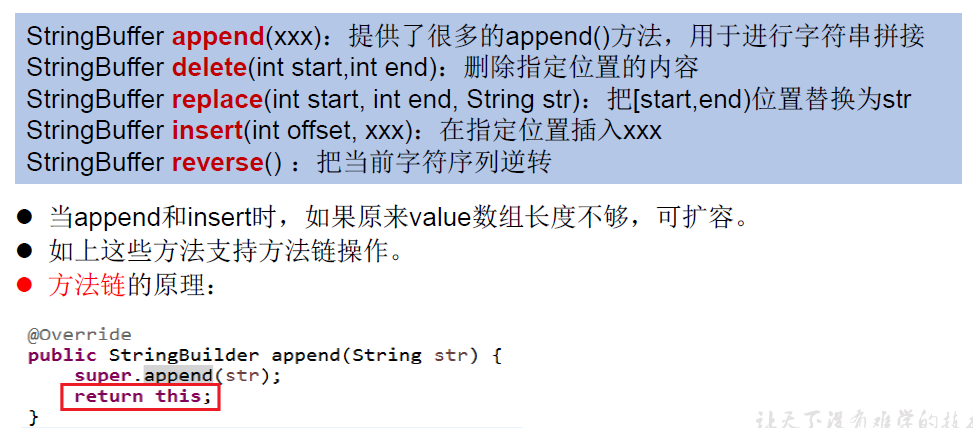 StringBuffer append(xxx)：提供了很多的append()方法，用于进行字符串拼接
StringBuffer delete(int start,int end)：删除指定位置的内容
StringBuffer replace(int start, int end, String str)：把[start,end)位置替换为str
StringBuffer insert(int offset, xxx)：在指定位置插入xxx
StringBuffer reverse() ：把当前字符序列逆转
● 当append和insert时，如果原来value数组长度不够，可扩容。
● 如上这些方法支持方法链操作。
● 方法链的原理：
@Override
public StringBuilder append(String str) {
    super.append(str);
    return this;
}
让天下没有难学的技